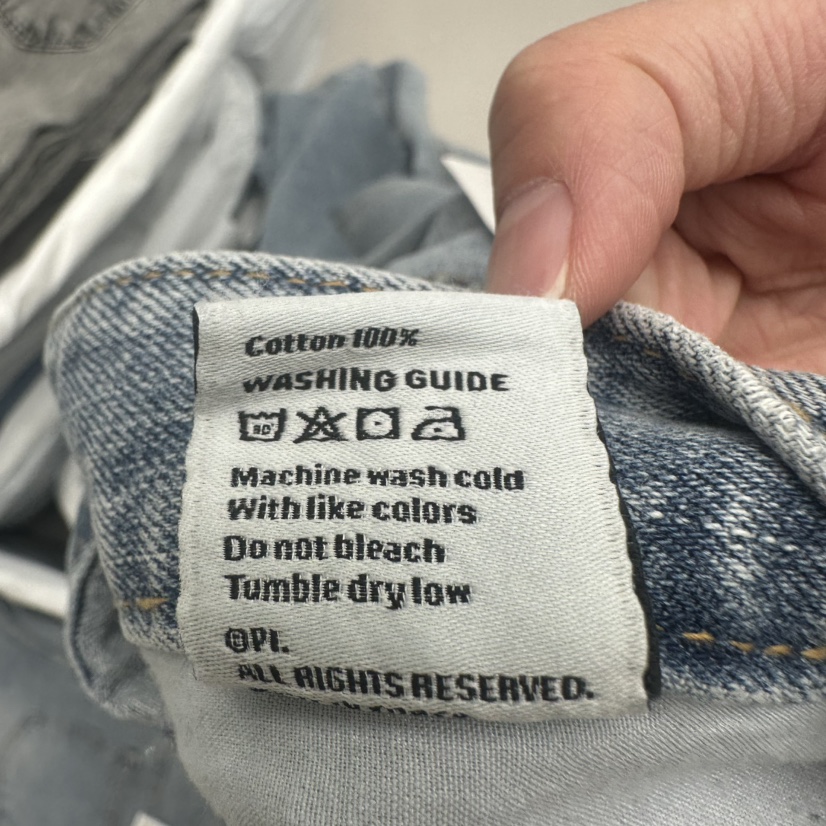 Cotton 100%
WASHING GUIDE
30°
Machine wash cold
With like colors
Do not bleach
Tumble dry low
©PI.
ALL RIGHTS RESERVED.